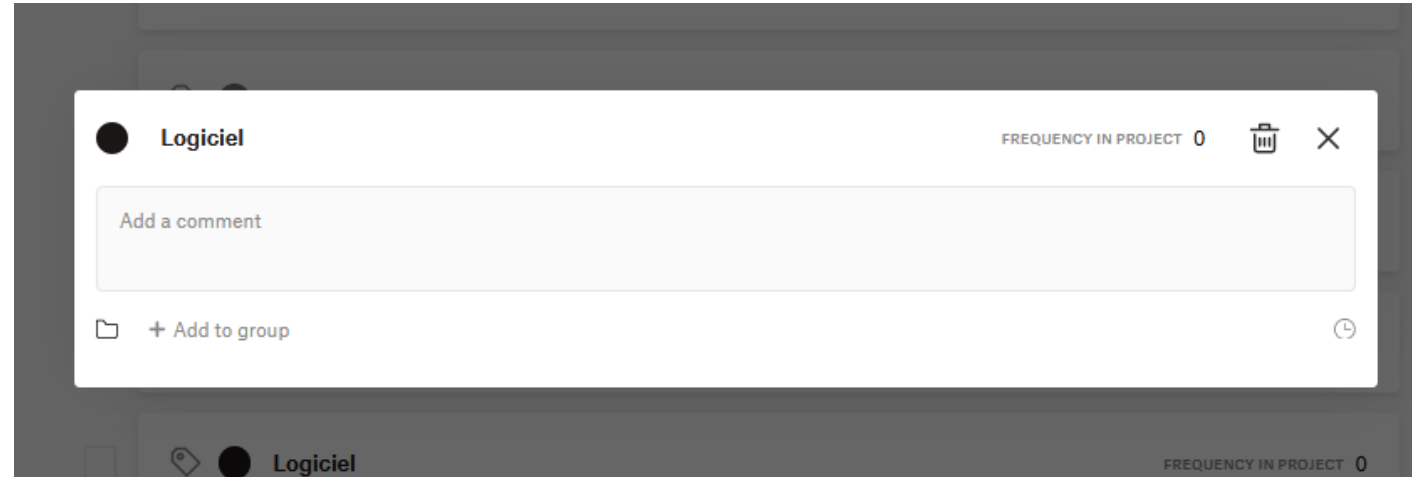 Logiciel FREQUENCY IN PROJECT 0
Add a comment
+ Add to group
Logiciel FREQUENCY IN PROJECT 0